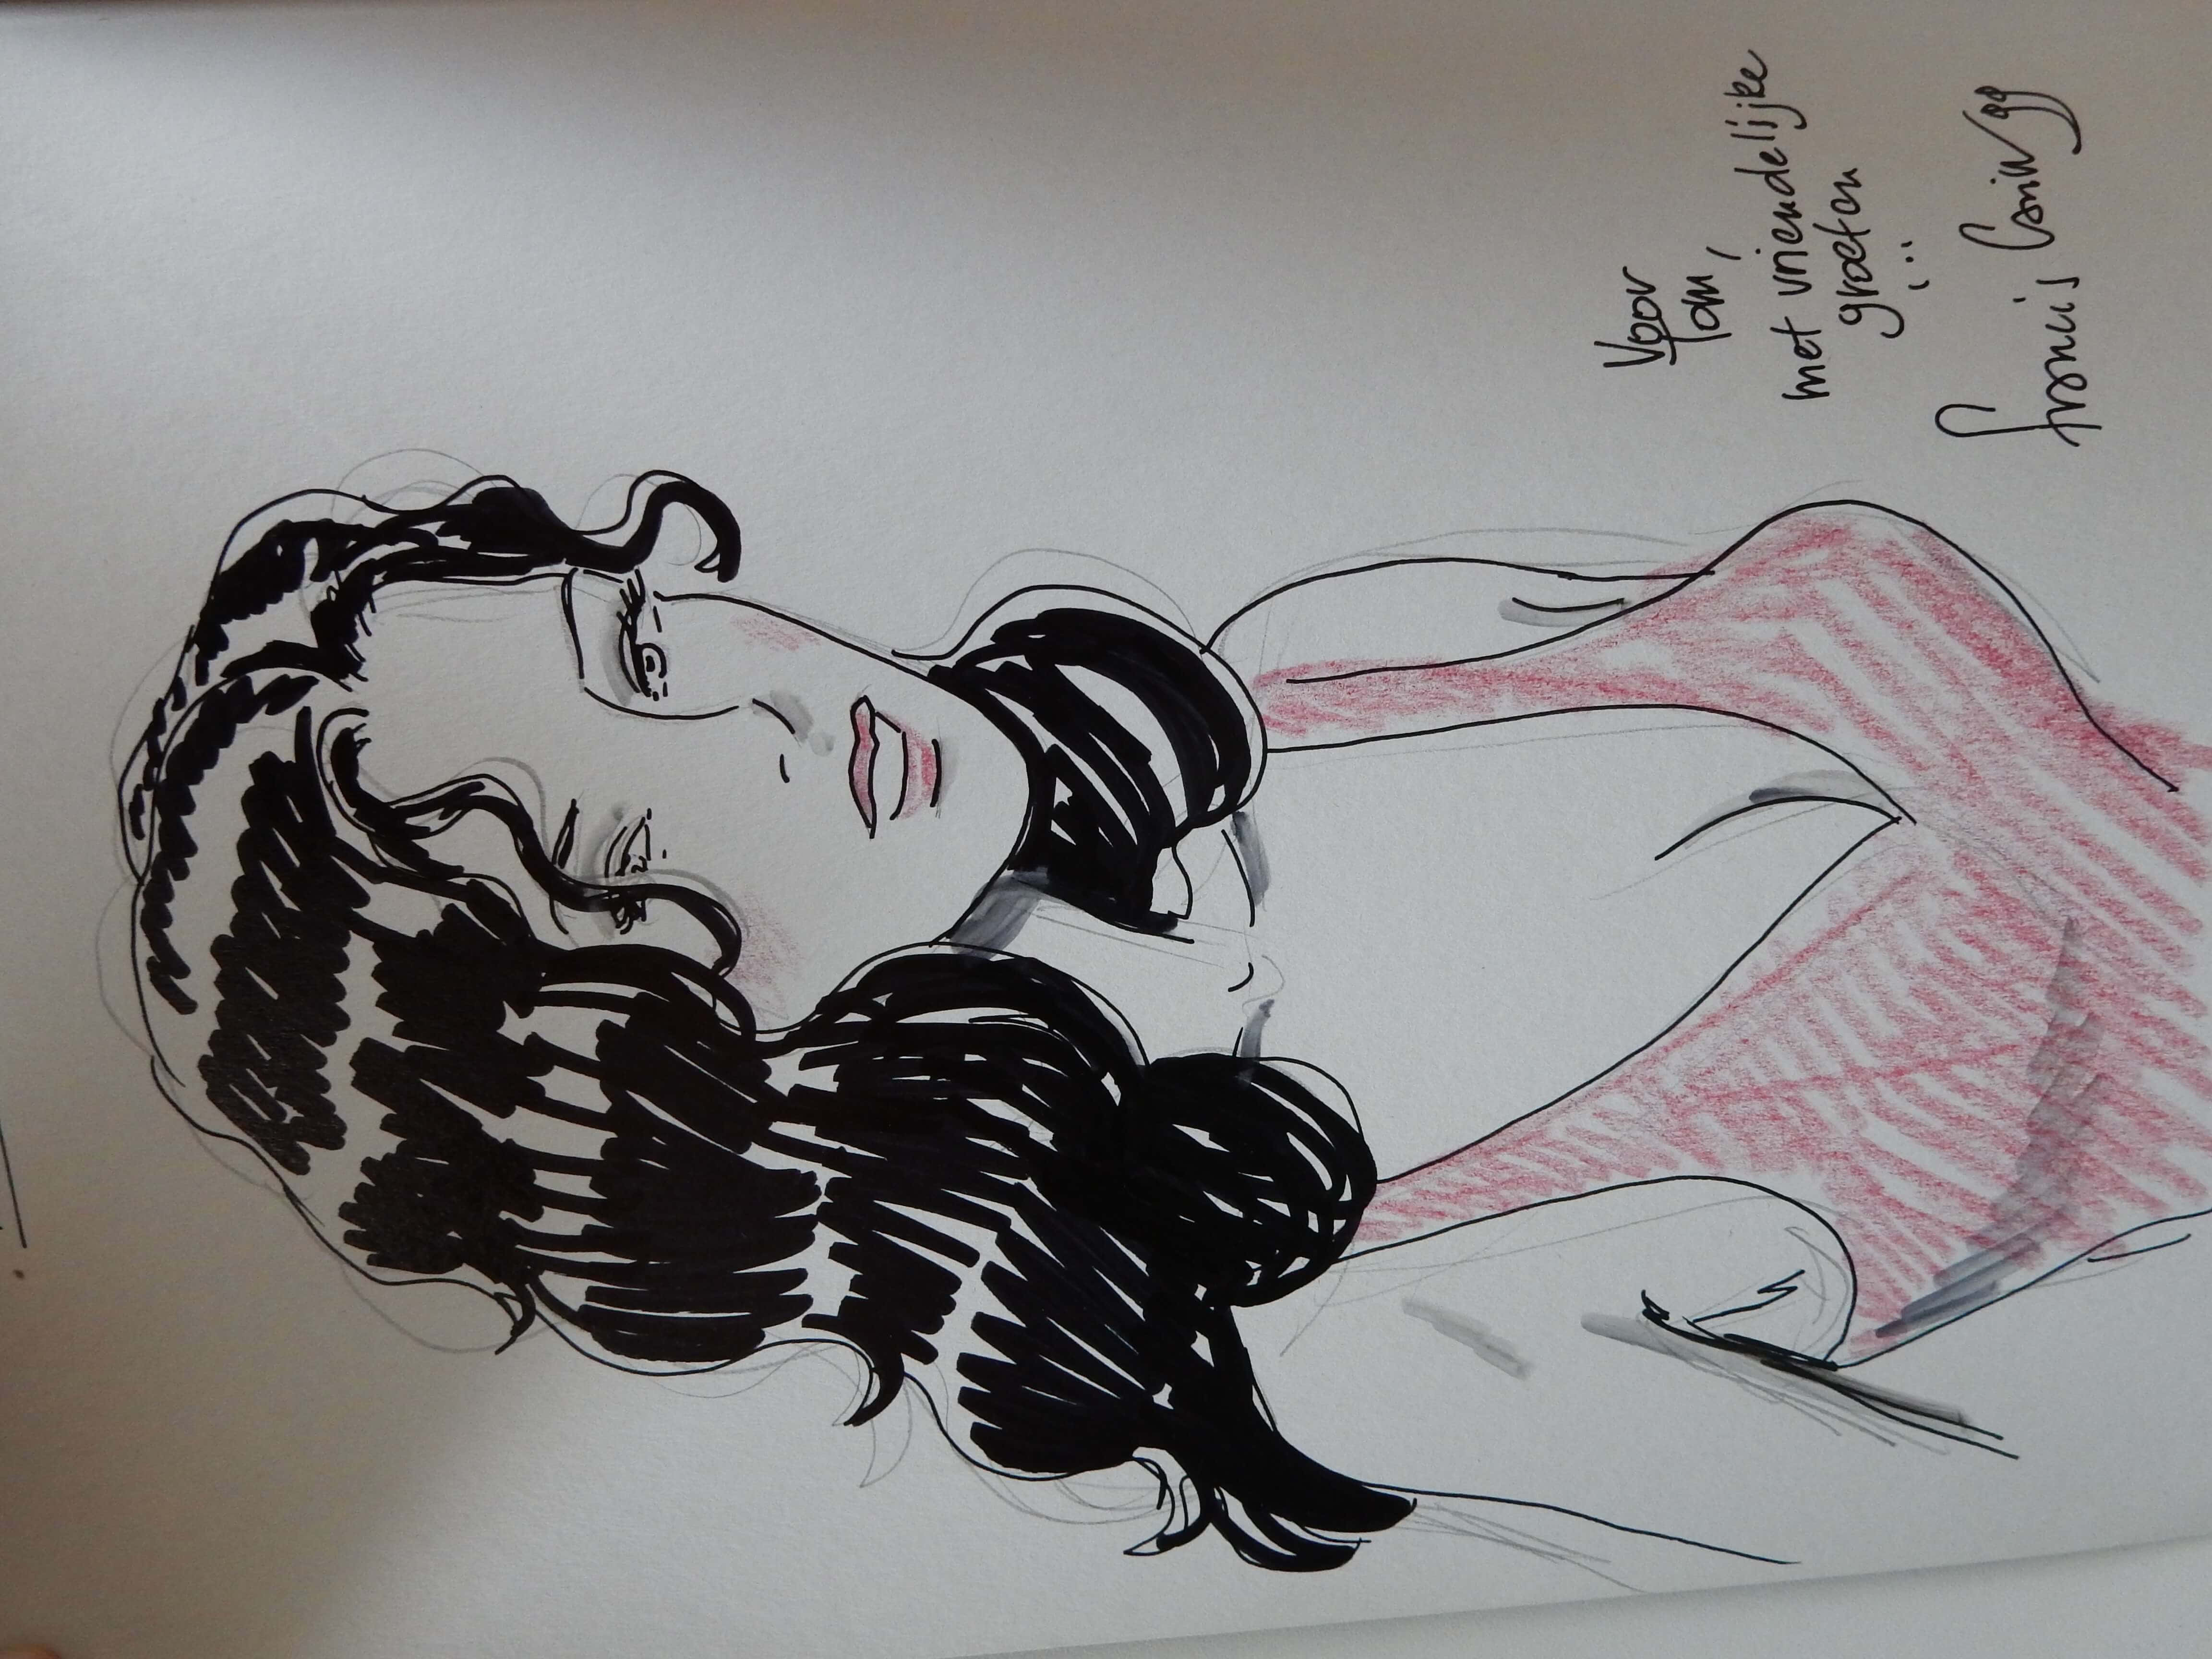 Voor
Tom,
met vriendelijke
groeten
...
francis Carin 99